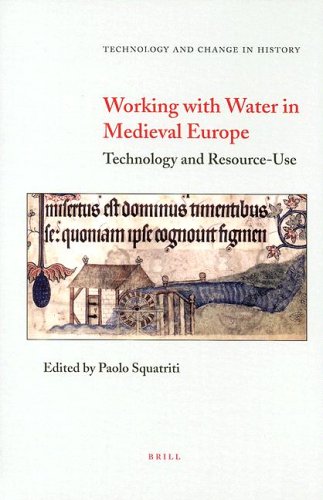 TECHNOLOGY AND CHANGE IN HISTORY
Working with Water in
Medieval Europe
Technology and Resource-Use
misertus est dominus timentibus
se: quoniam ipse cognouit figmen
Edited by Paolo Squatriti
BRILL